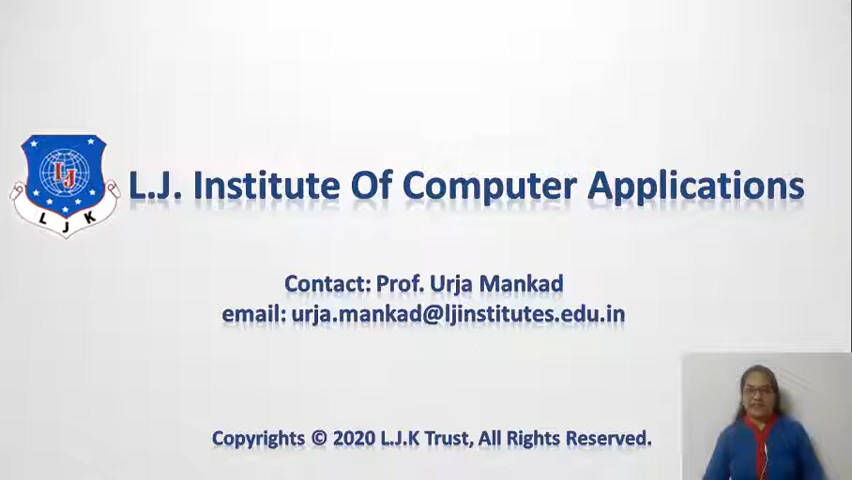 LJ
L J K
L.J. Institute Of Computer Applications
Contact: Prof. Urja Mankad
email: urja.mankad@ljinstitutes.edu.in
Copyrights © 2020 L.J.K Trust, All Rights Reserved.